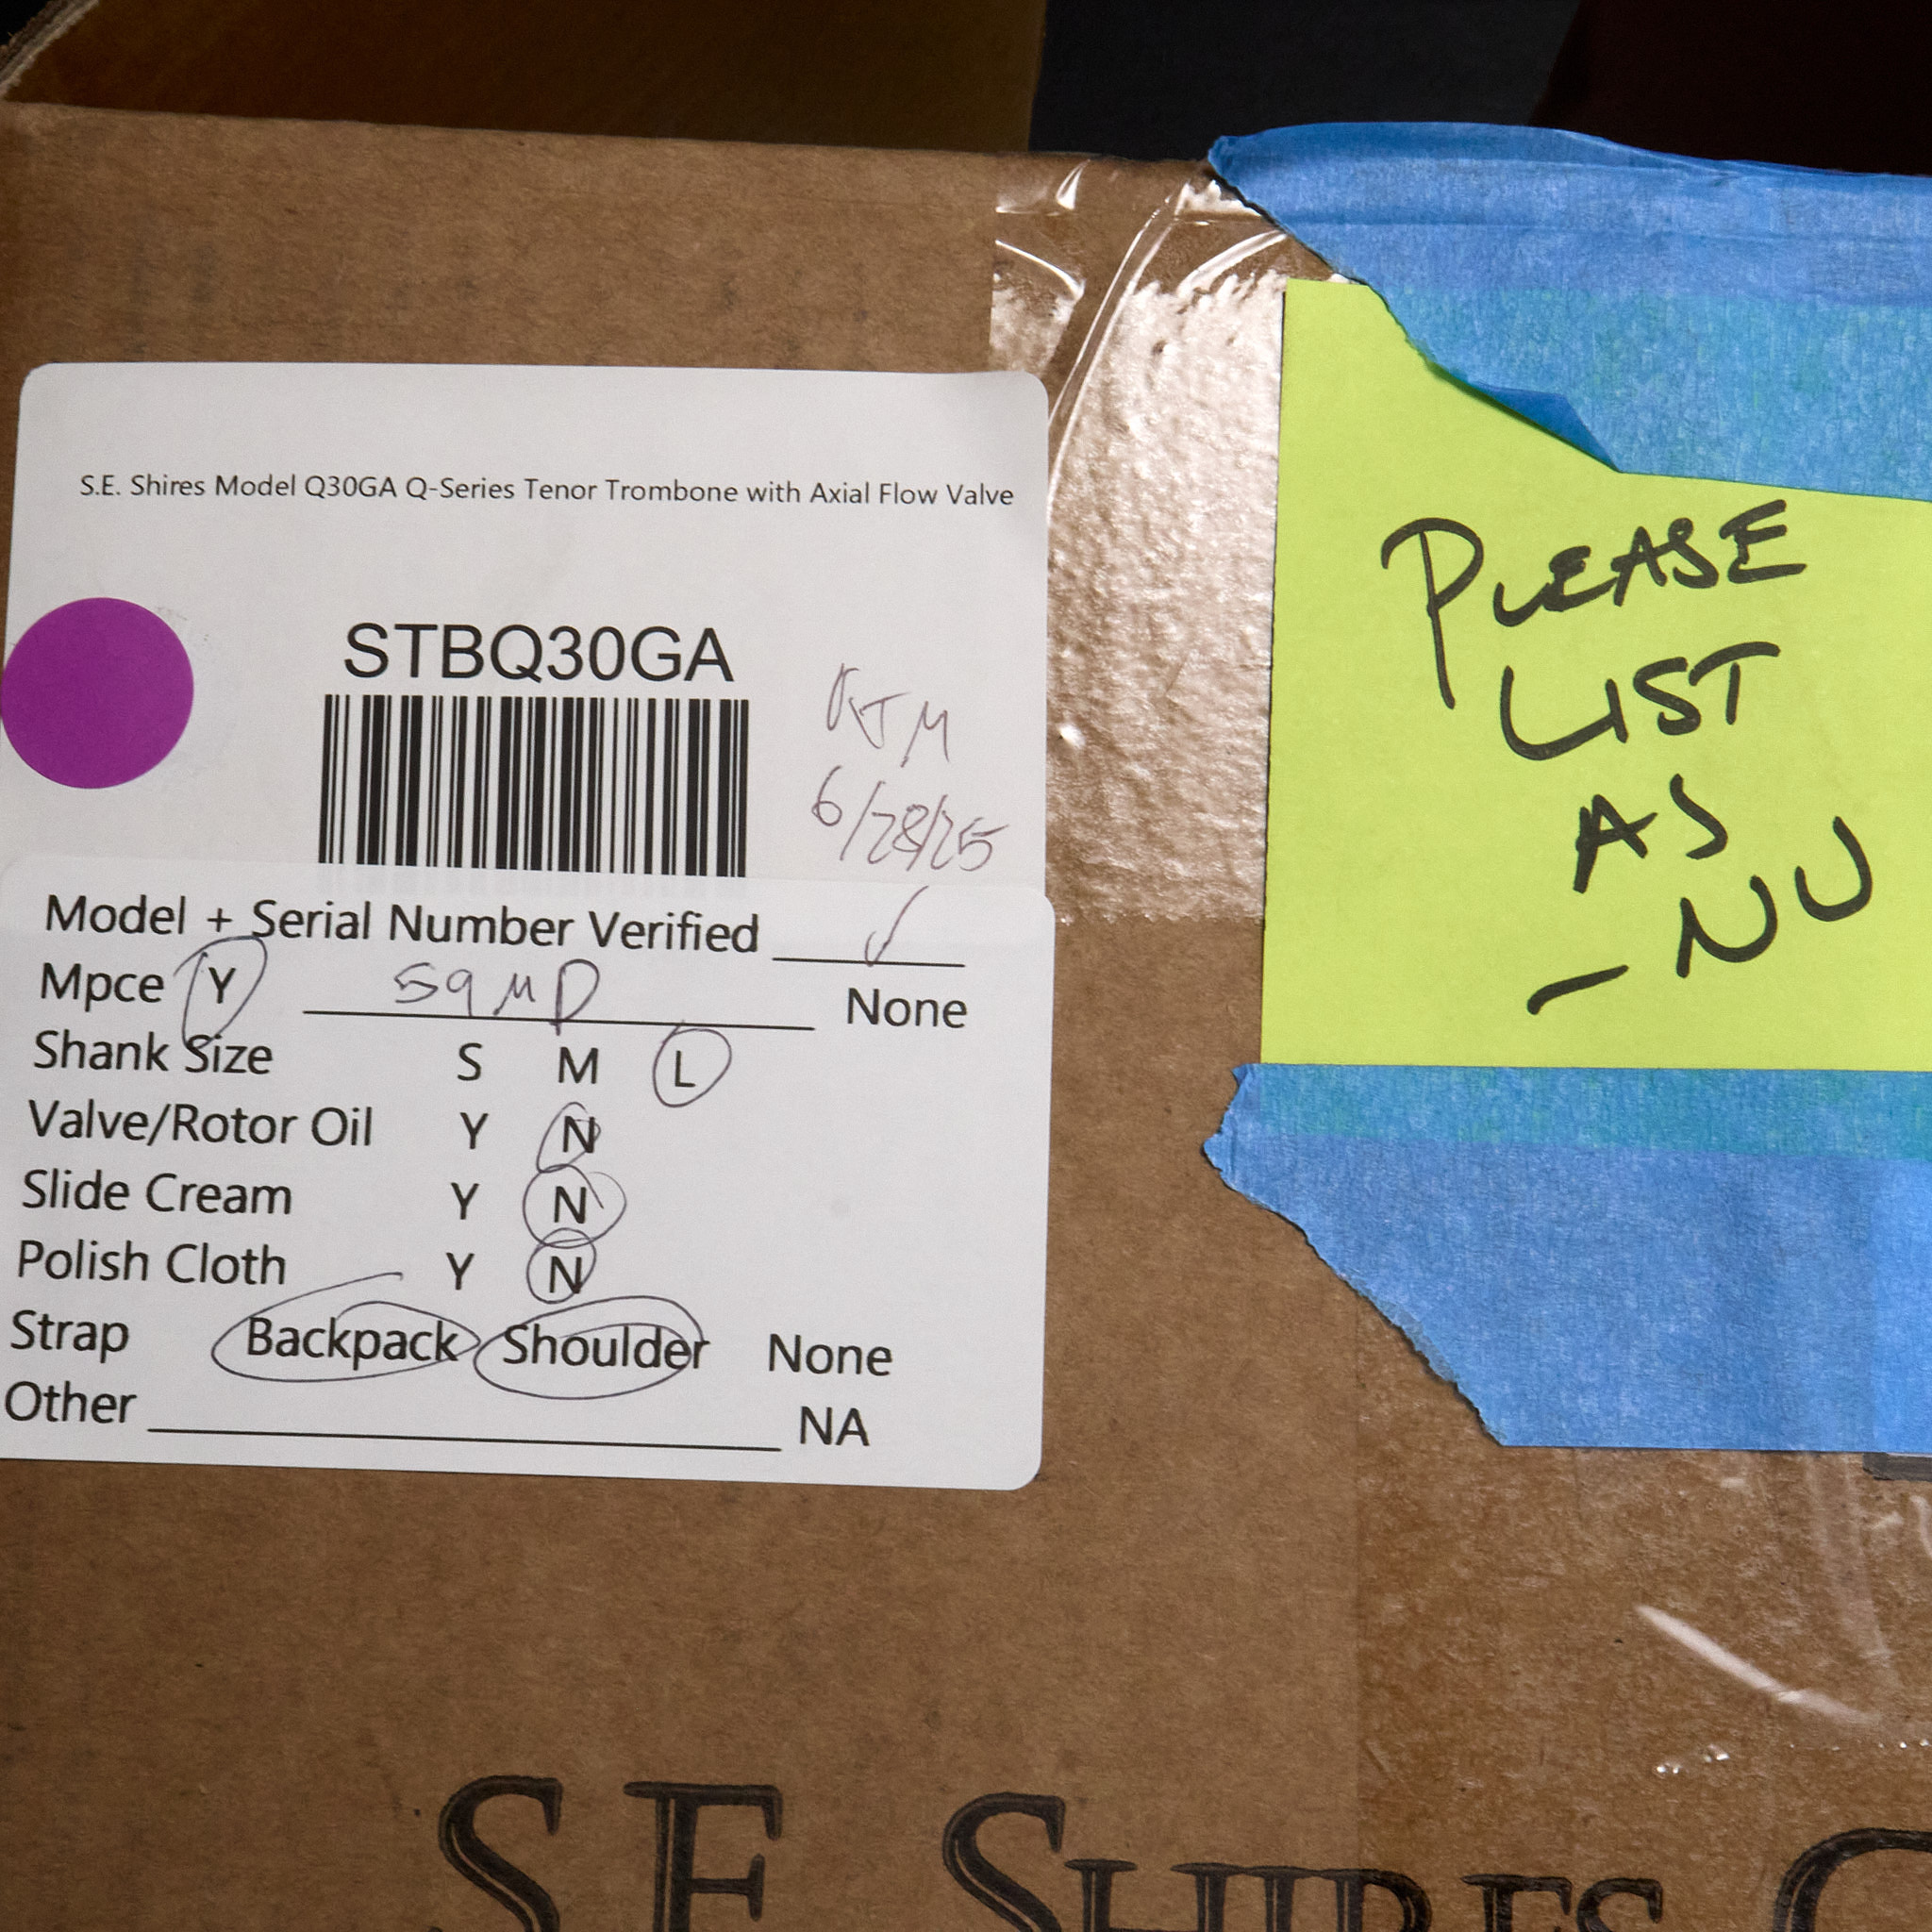 S.E. Shires Model Q30GA Q-Series Tenor Trombone with Axial Flow Valve
STBQ30GA
6/28/25
Model + Serial Number Verified ✓
Mpce Y 59MD None
Shank Size S M L
Valve/Rotor Oil Y N
Slide Cream Y N
Polish Cloth Y N
Strap Backpack Shoulder None
Other NA
PLEASE
LIST
AS
-NU
S.E. SHIRES